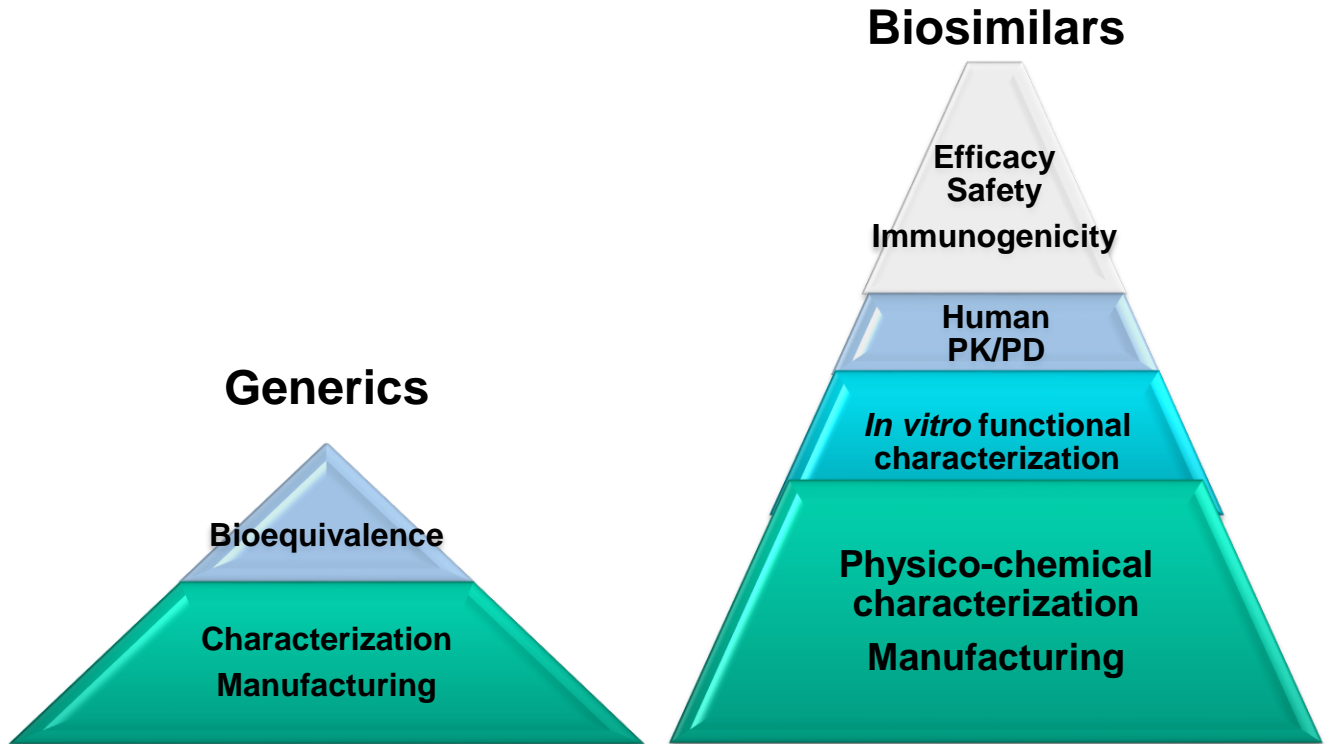 Generics
Bioequivalence
Characterization
Manufacturing
Biosimilars
Efficacy
Safety
Immunogenicity
Human
PK/PD
In vitro functional
characterization
Physico-chemical
characterization
Manufacturing